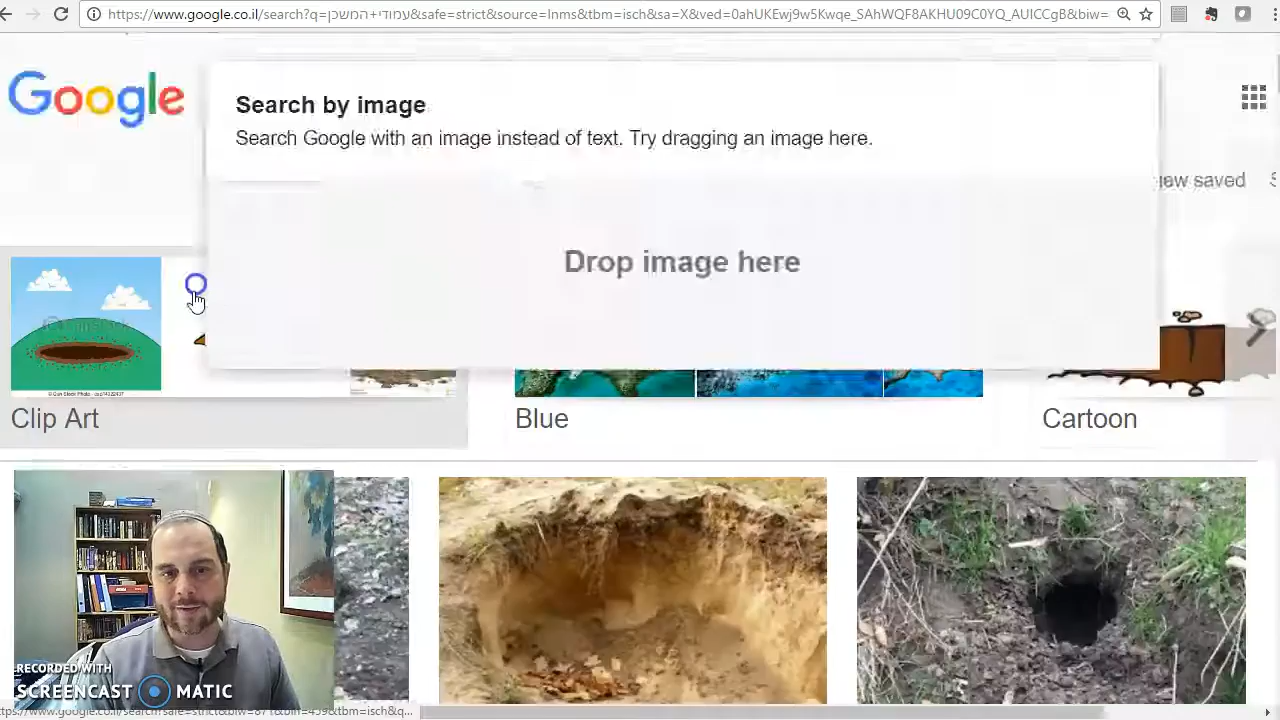 https://www.google.co.il/search?q=עמודי+המשכן&safe=strict&source=lnms&tbm=isch&sa=X&ved=0ahUKEwj9w5Kwqe_SAhWQF8AKHU09C0YQ_AUICCgB&biw=
Google
Search by image
Search Google with an image instead of text. Try dragging an image here.
saved
Drop image here
Clip Art
Blue
Cartoon
RECORDED WITH
SCREENCAST MATIC